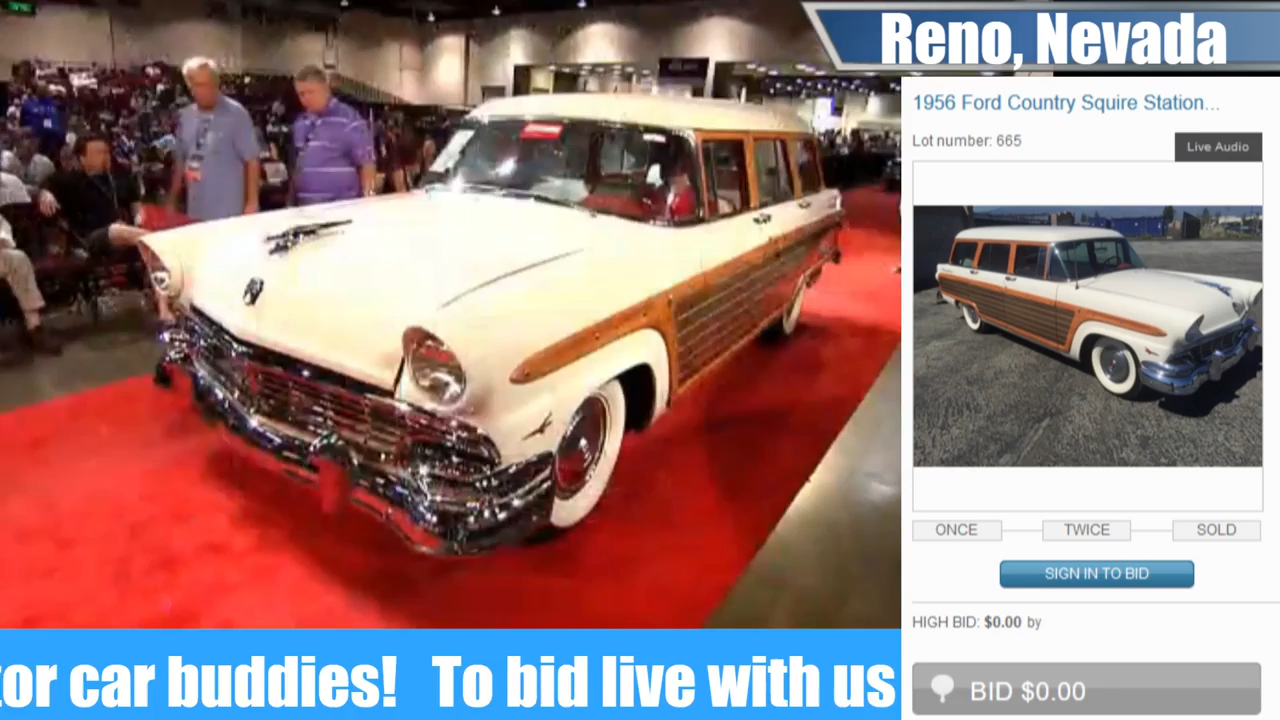 Reno, Nevada
1956 Ford Country Squire Station...
Lot number: 665
Live Audio
ONCE
TWICE
SOLD
SIGN IN TO BID
HIGH BID: $0.00 by
BID $0.00
tor car buddies! To bid live with us